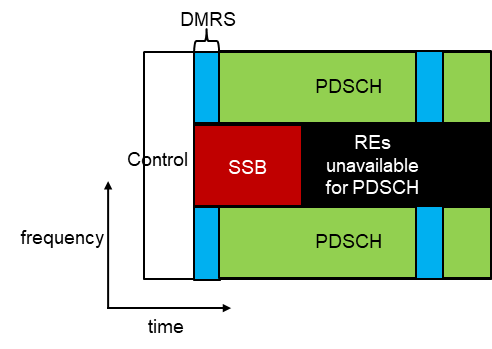 DMRS
PDSCH
Control
SSB
REs
unavailable
for PDSCH
frequency
PDSCH
time